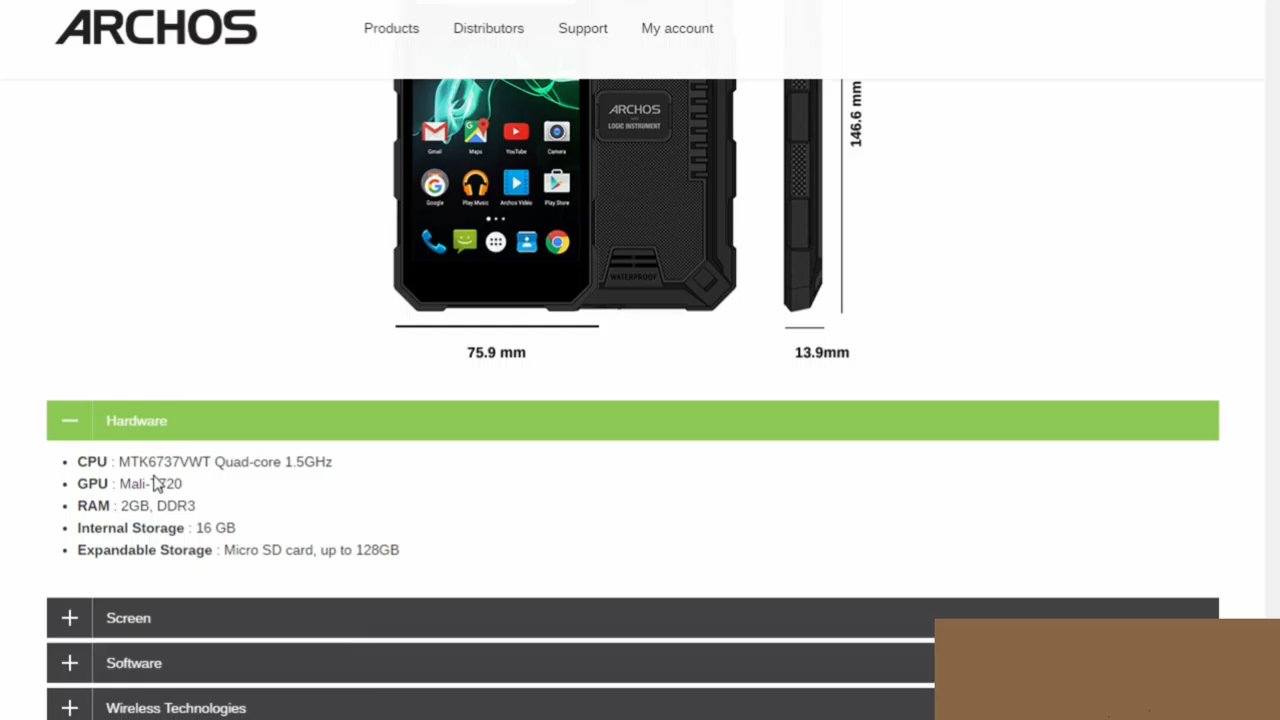 ARCHOS
Products
Distributors
Support
My account
ARCHOS
LOGIC INSTRUMENT
146.6 mm
Gmail
Maps
YouTube
Camera
Google
Play Music
Archos Video
Play Store
WATERPROOF
75.9 mm
13.9mm
Hardware
CPU : MTK6737VWT Quad-core 1.5GHz
GPU : Mali-T720
RAM : 2GB, DDR3
Internal Storage : 16 GB
Expandable Storage : Micro SD card, up to 128GB
Screen
Software
Wireless Technologies